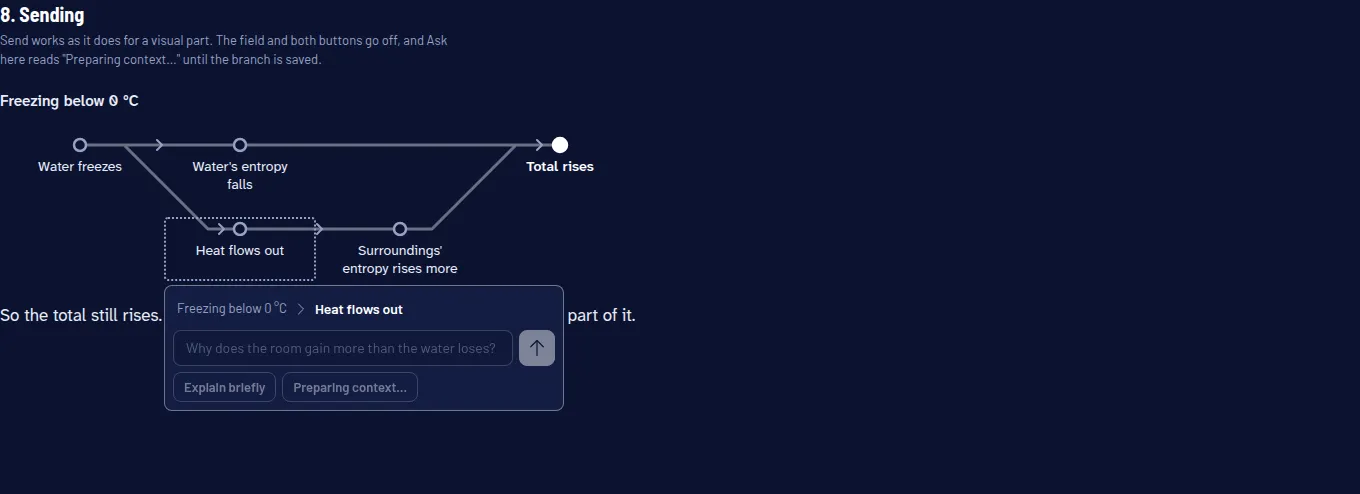 8. Sending
Send works as it does for a visual part. The field and both buttons go off, and Ask
here reads "Preparing context…" until the branch is saved.
Freezing below 0 °C
Water freezes
Water's entropy
falls
Total rises
Heat flows out
Surroundings'
entropy rises more
So the total still rises.
part of it.
Freezing below 0 °C
Heat flows out
Why does the room gain more than the water loses?
Explain briefly
Preparing context…